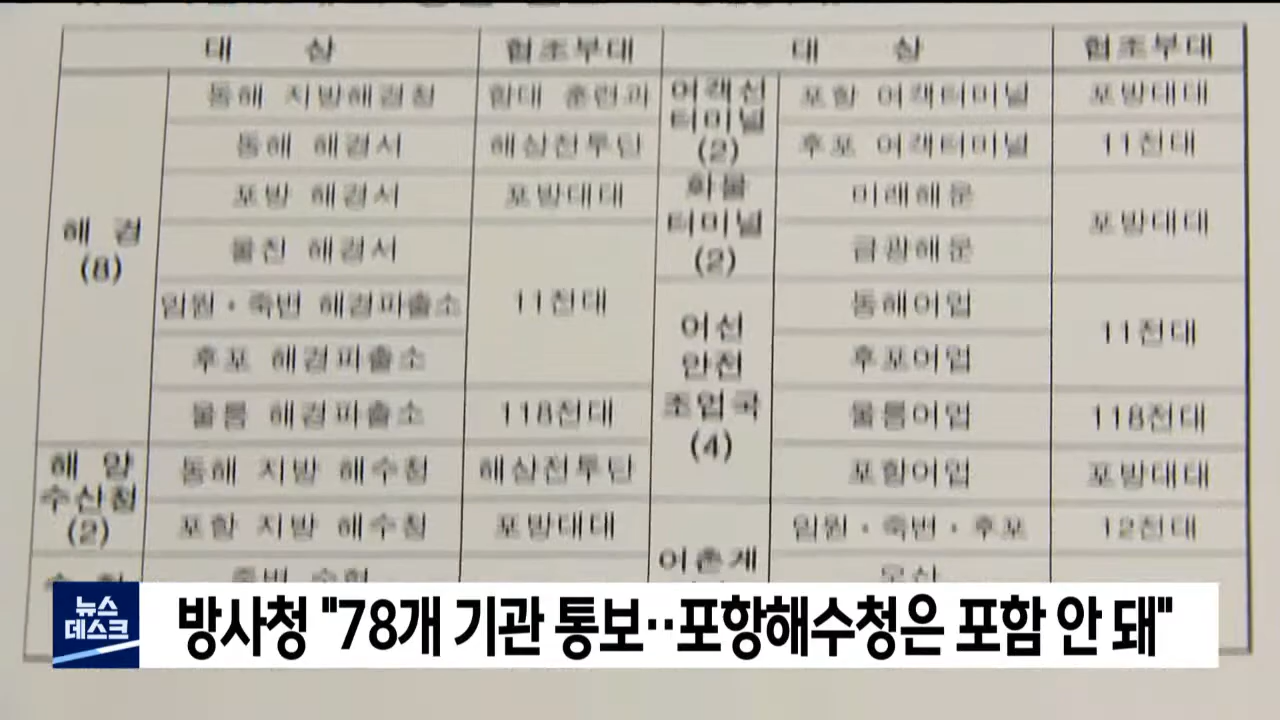 대 상 협조부대 대 상 협조부대
해 경
(8)
동해 지방해경청 함대 훈련과
동해 해경서 해상전투단
포항 해경서 포방대대
울진 해경서
임원·죽변 해경파출소
후포 해경파출소
11전대
울릉 해경파출소 118전대
해 양
수산청
(2)
동해 지방 해수청 해상전투단
포항 지방 해수청 포방대대
여객선
터미널
(2)
포항 여객터미널 포방대대
후포 여객터미널 11전대
화물
터미널
(2)
미래해운
금광해운
포방대대
어선
안전
조업국
(4)
동해어업
후포어업
11전대
울릉어업 118전대
포항어업 포방대대
어촌계
임원·죽변·후포 12전대
뉴스
데스크
방사청 "78개 기관 통보··포항해수청은 포함 안 돼"